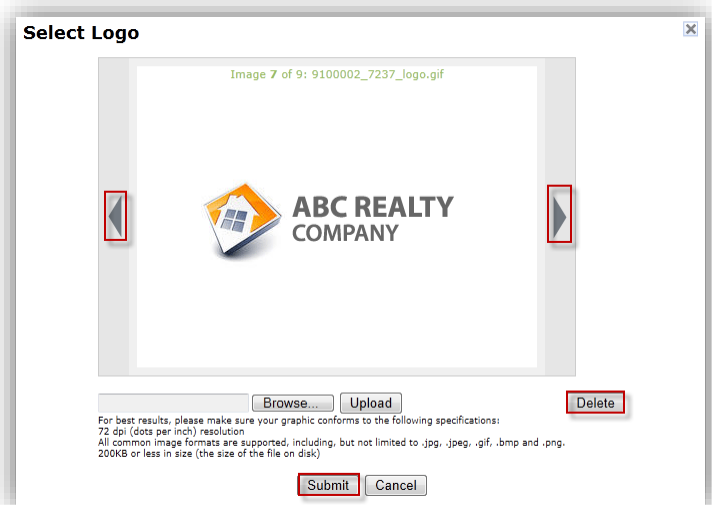 Select Logo
Image 7 of 9: 9100002_7237_logo.gif
ABC REALTY
COMPANY
Browse... Upload Delete
For best results, please make sure your graphic conforms to the following specifications:
72 dpi (dots per inch) resolution
All common image formats are supported, including, but not limited to .jpg, .jpeg, .gif, .bmp and .png.
200KB or less in size (the size of the file on disk)
Submit Cancel